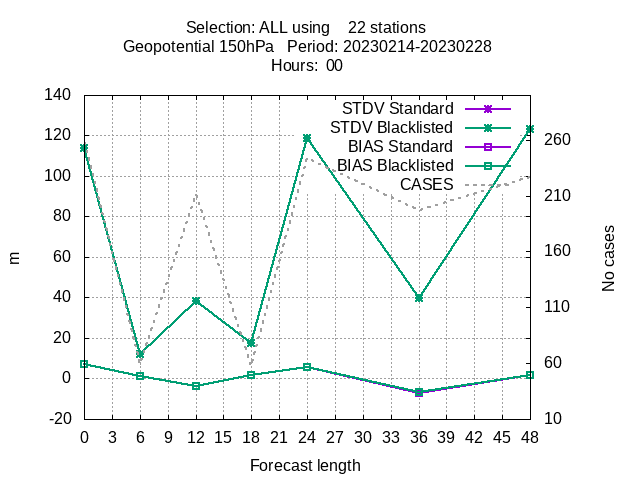 Selection: ALL using 22 stations
Geopotential 150hPa Period: 20230214-20230228
Hours: 00
STDV Standard
STDV Blacklisted
BIAS Standard
BIAS Blacklisted
CASES
140
120
100
80
60
40
20
0
-20
m
260
210
160
110
60
10
No cases
0 3 6 9 12 15 18 21 24 27 30 33 36 39 42 45 48
Forecast length